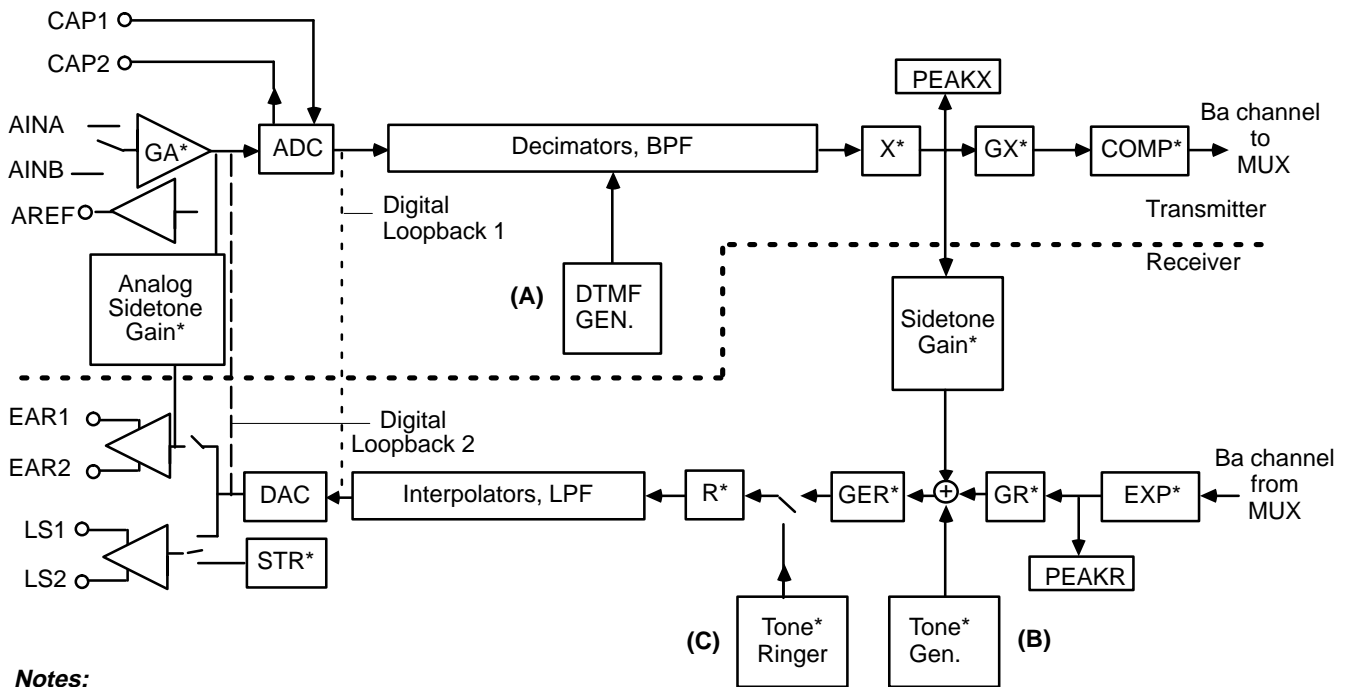 CAP1
CAP2
PEAKX
Ba channel
to
MUX
AINA
GA*
ADC
Decimators, BPF
X*
GX*
COMP*
AINB
AREF
Digital
Loopback 1
Transmitter
Receiver
Analog
Sidetone
Gain*
(A)
DTMF
GEN.
Sidetone
Gain*
EAR1
EAR2
Digital
Loopback 2
DAC
Interpolators, LPF
R*
GER*
+
GR*
EXP*
Ba channel
from
MUX
LS1
LS2
STR*
PEAKR
(C)
Tone*
Ringer
Tone*
Gen.
(B)
Notes: